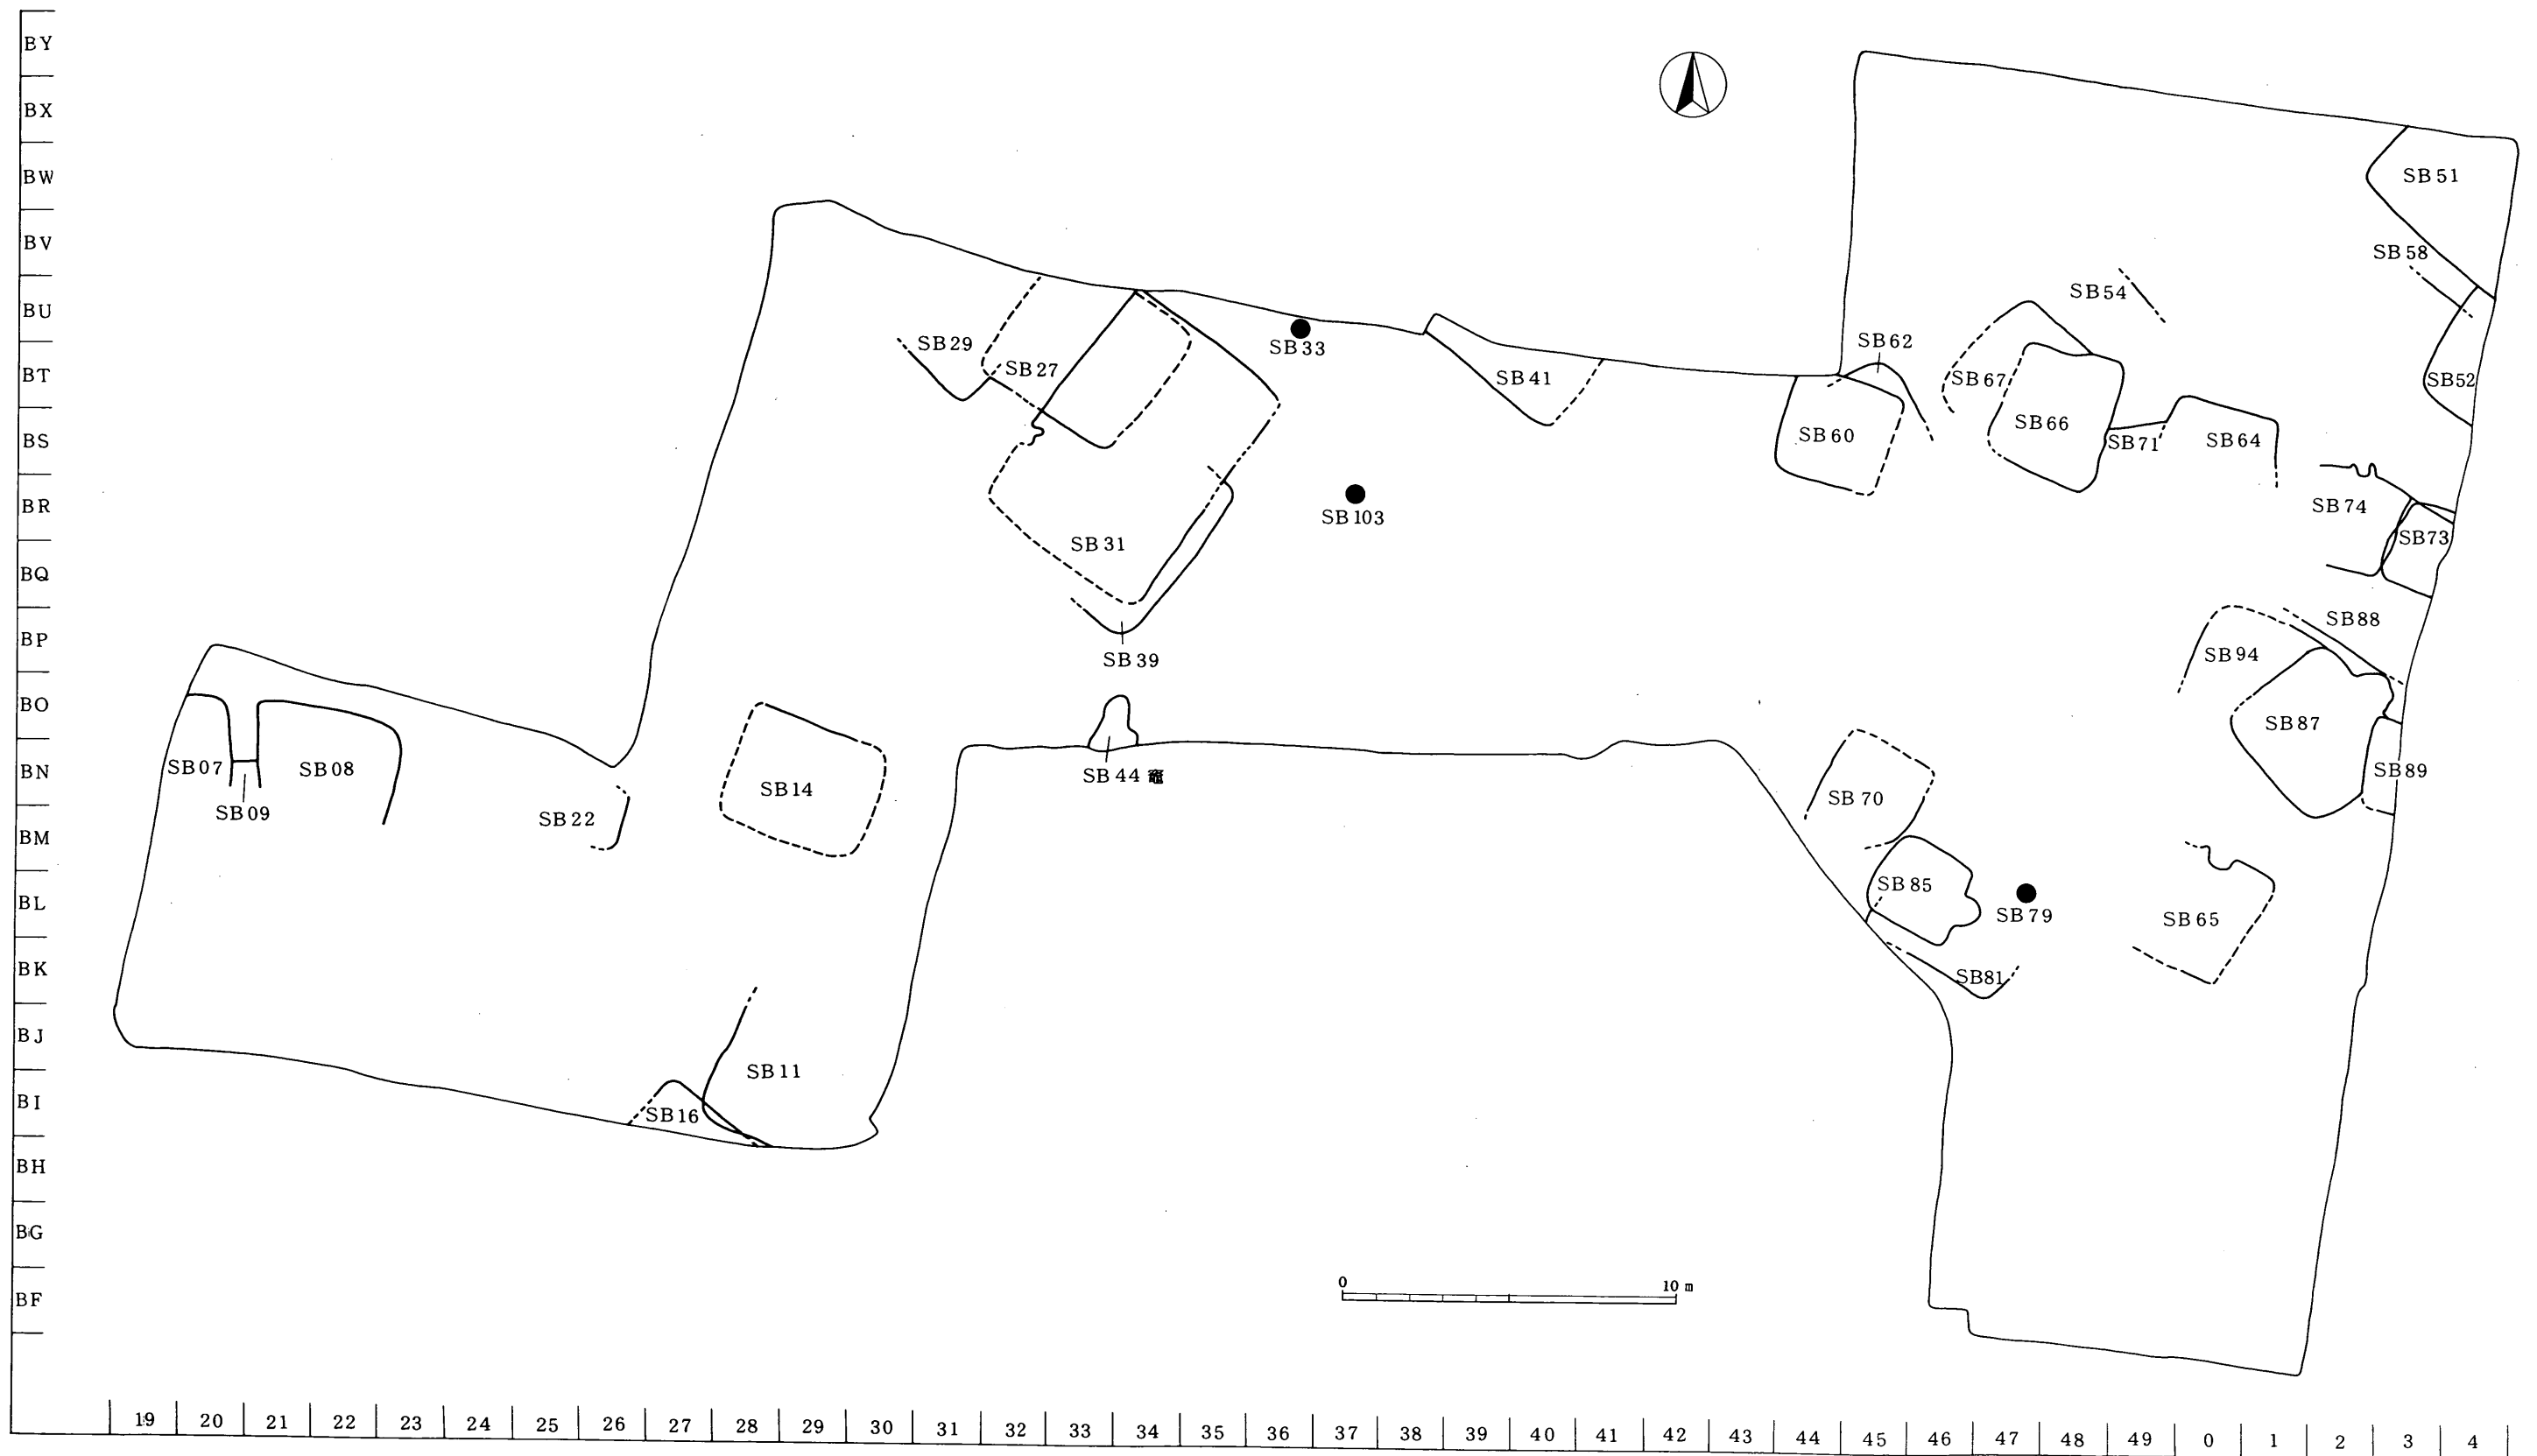 BY
BX
BW
BV
BU
BT
BS
BR
BQ
BP
BO
BN
BM
BL
BK
BJ
BI
BH
BG
BF
SB51
SB58
SB54
SB29
SB62
SB33
SB27
SB41
SB67
SB52
SB66
SB60
SB71
SB64
SB74
SB103
SB73
SB31
SB88
SB94
SB39
SB87
SB07
SB08
SB44 竈
SB89
SB14
SB70
SB09
SB22
SB85
SB79
SB65
SB81
SB11
SB16
0 10 m
19 20 21 22 23 24 25 26 27 28 29 30 31 32 33 34 35 36 37 38 39 40 41 42 43 44 45 46 47 48 49 0 1 2 3 4